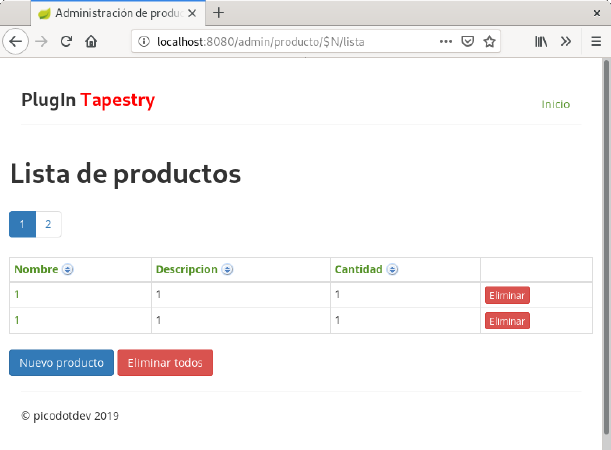 Administración de produc
localhost:8080/admin/producto/$N/lista
PlugIn Tapestry
Inicio
Lista de productos
1 2
Nombre Descripcion Cantidad
1 1 1 Eliminar
1 1 1 Eliminar
Nuevo producto Eliminar todos
© picodotdev 2019